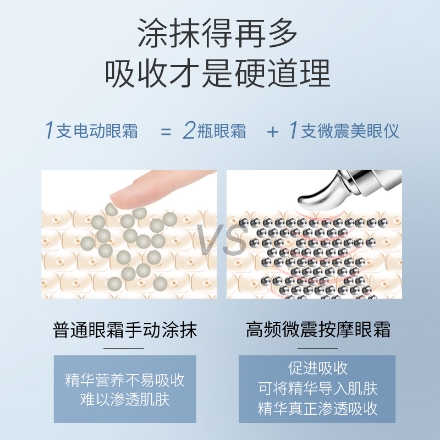 涂抹得再多
吸收才是硬道理
1支电动眼霜 = 2瓶眼霜 + 1支微震美眼仪
VS
普通眼霜手动涂抹
高频微震按摩眼霜
精华营养不易吸收
难以渗透肌肤
促进吸收
可将精华导入肌肤
精华真正渗透吸收